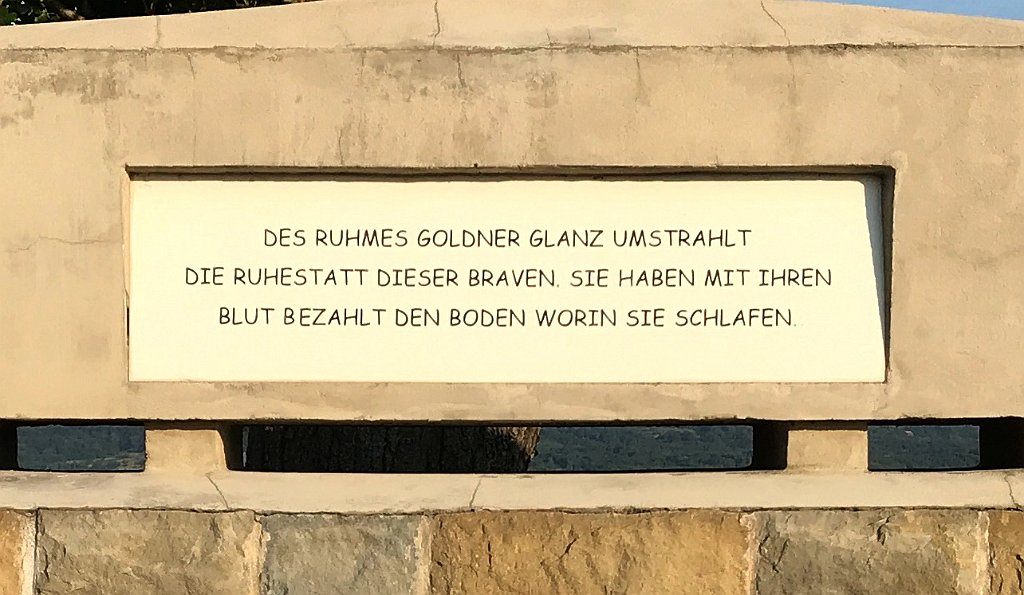 DES RUHMES GOLDNER GLANZ UMSTRAHLT
DIE RUHESTATT DIESER BRAVEN. SIE HABEN MIT IHREN
BLUT BEZAHLT DEN BODEN WORIN SIE SCHLAFEN.